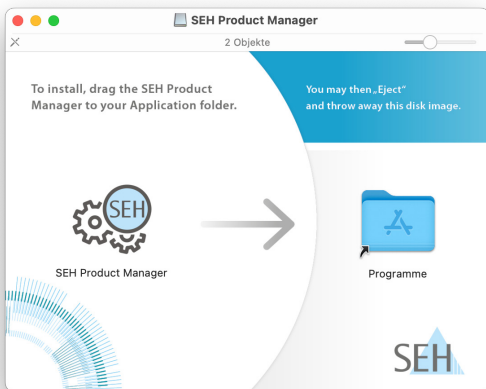 SEH Product Manager
2 Objekte
To install, drag the SEH Product
Manager to your Application folder.
You may then „Eject“
and throw away this disk image.
SEH
SEH Product Manager
Programme
SEH